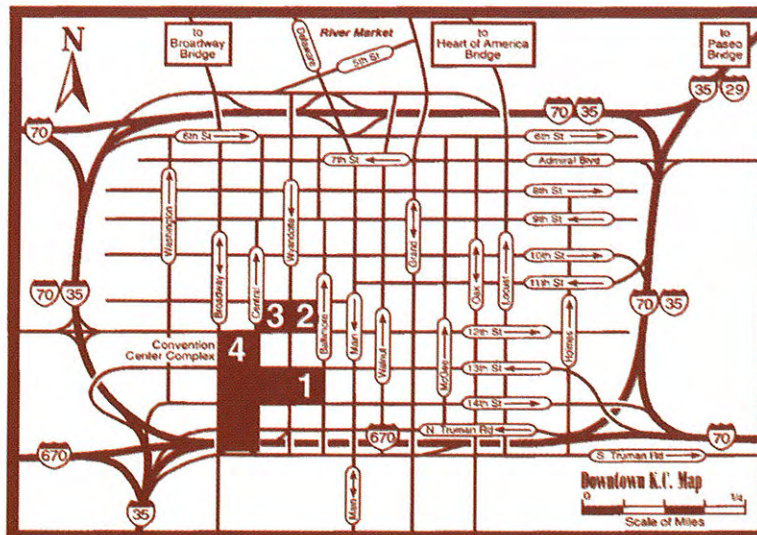 to
Broadway
Bridge
River Market
to
Heart of America
Bridge
to
Paseo
Bridge
N
Delaware
5th St
35
29
70
35
70
6th St
6th St
7th St
Admiral Blvd
8th St
9th St
Washington
Wyandotte
Grand
10th St
Broadway
Central
Oak
Locust
11th St
70
35
70
35
3
2
Baltimore
Main
Walnut
McGee
Holmes
12th St
Convention
Center Complex
4
13th St
1
14th St
N. Truman Rd
670
70
670
S. Truman Rd
35
Main
Downtown K.C. Map
0
1/4
Scale of Miles